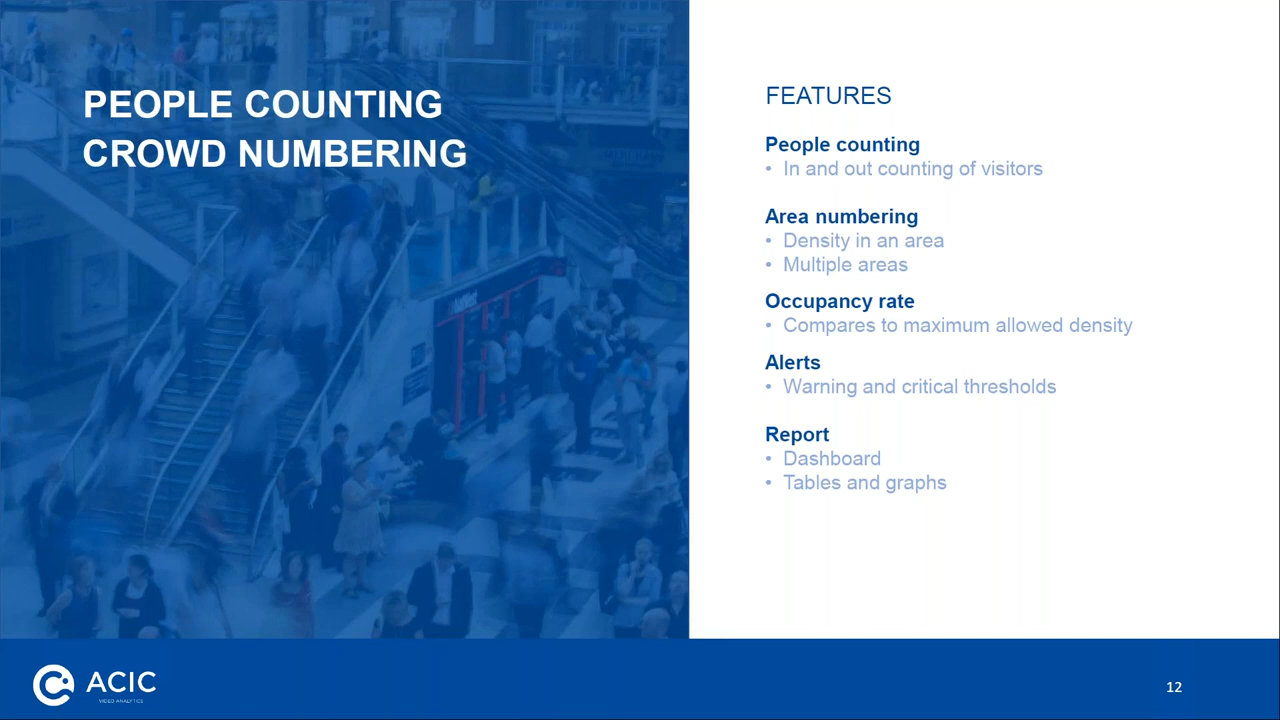 PEOPLE COUNTING
CROWD NUMBERING
FEATURES
People counting
• In and out counting of visitors
Area numbering
• Density in an area
• Multiple areas
Occupancy rate
• Compares to maximum allowed density
Alerts
• Warning and critical thresholds
Report
• Dashboard
• Tables and graphs
ACIC
VIDEO ANALYTICS
12